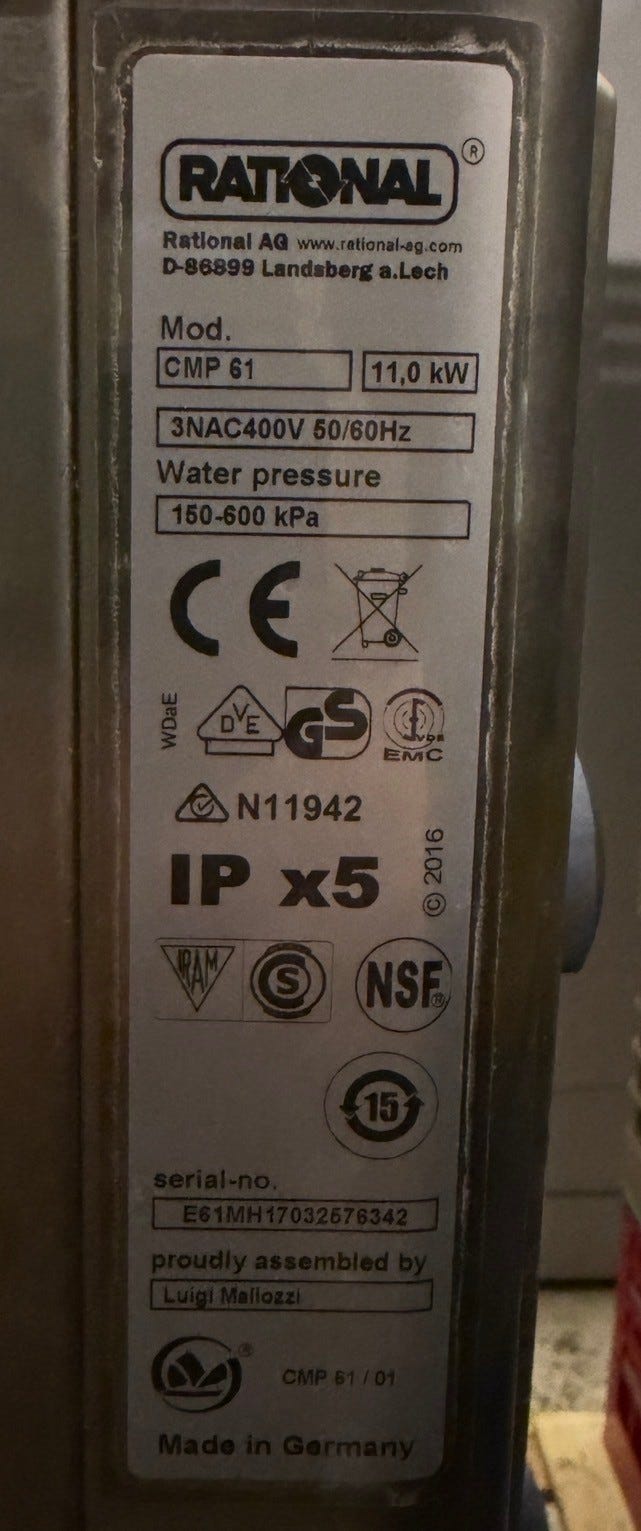 RATIONAL ®
Rational AG www.rational-ag.com
D-86899 Landsberg a.Lech
Mod.
CMP 61 11,0 kW
3NAC400V 50/60Hz
Water pressure
150-600 kPa
CE
WDaE DVE GS VDE
EMC
N11942
IP x5
© 2016
IRAM S NSF®
15
serial-no.
E61MH17032576342
proudly assembled by
Luigi Mallozzi
® CMP 61 / 01
Made in Germany